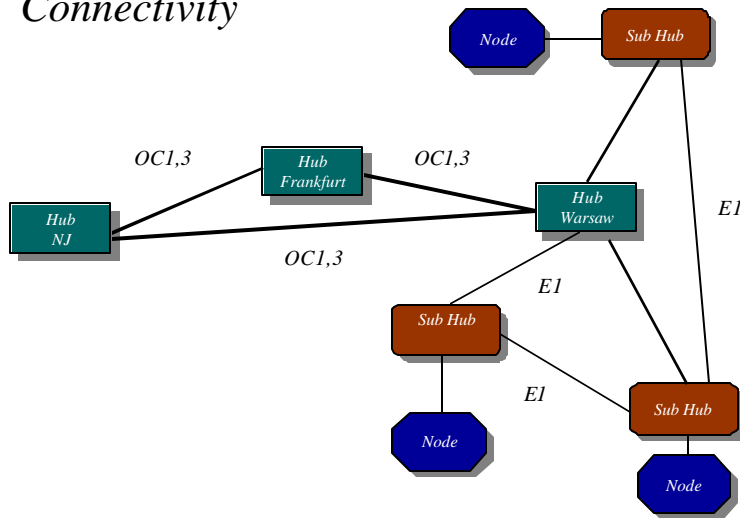 Connectivity
Node
Sub Hub
OC1,3
Hub
Frankfurt
OC1,3
Hub
Warsaw
Hub
NJ
E1
OC1,3
E1
Sub Hub
E1
Sub Hub
Node
Node